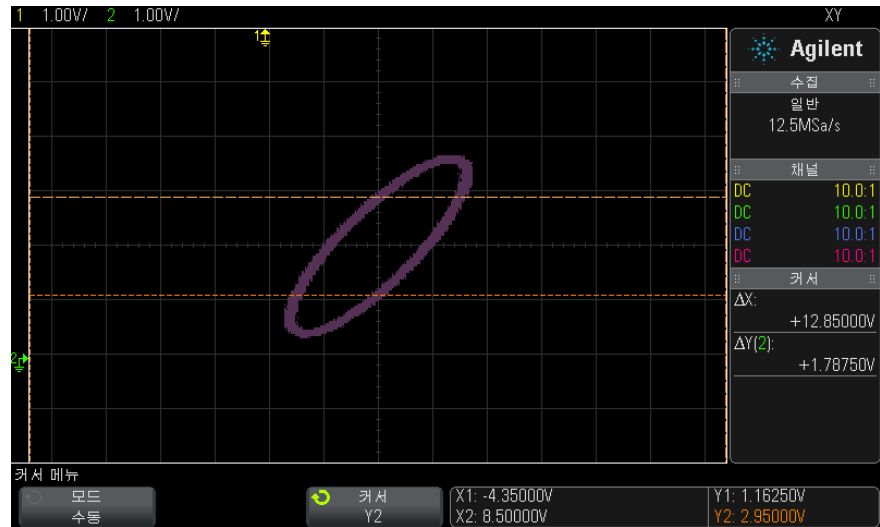 1 1.00V/ 2 1.00V/ XY
1
Agilent
수집
일반
12.5MSa/s
채널
DC 10.0:1
DC 10.0:1
DC 10.0:1
DC 10.0:1
커서
ΔX:
+12.85000V
ΔY(2):
+1.78750V
2
커서 메뉴
모드
수동
커서
Y2
X1: -4.35000V
X2: 8.50000V
Y1: 1.16250V
Y2: 2.95000V